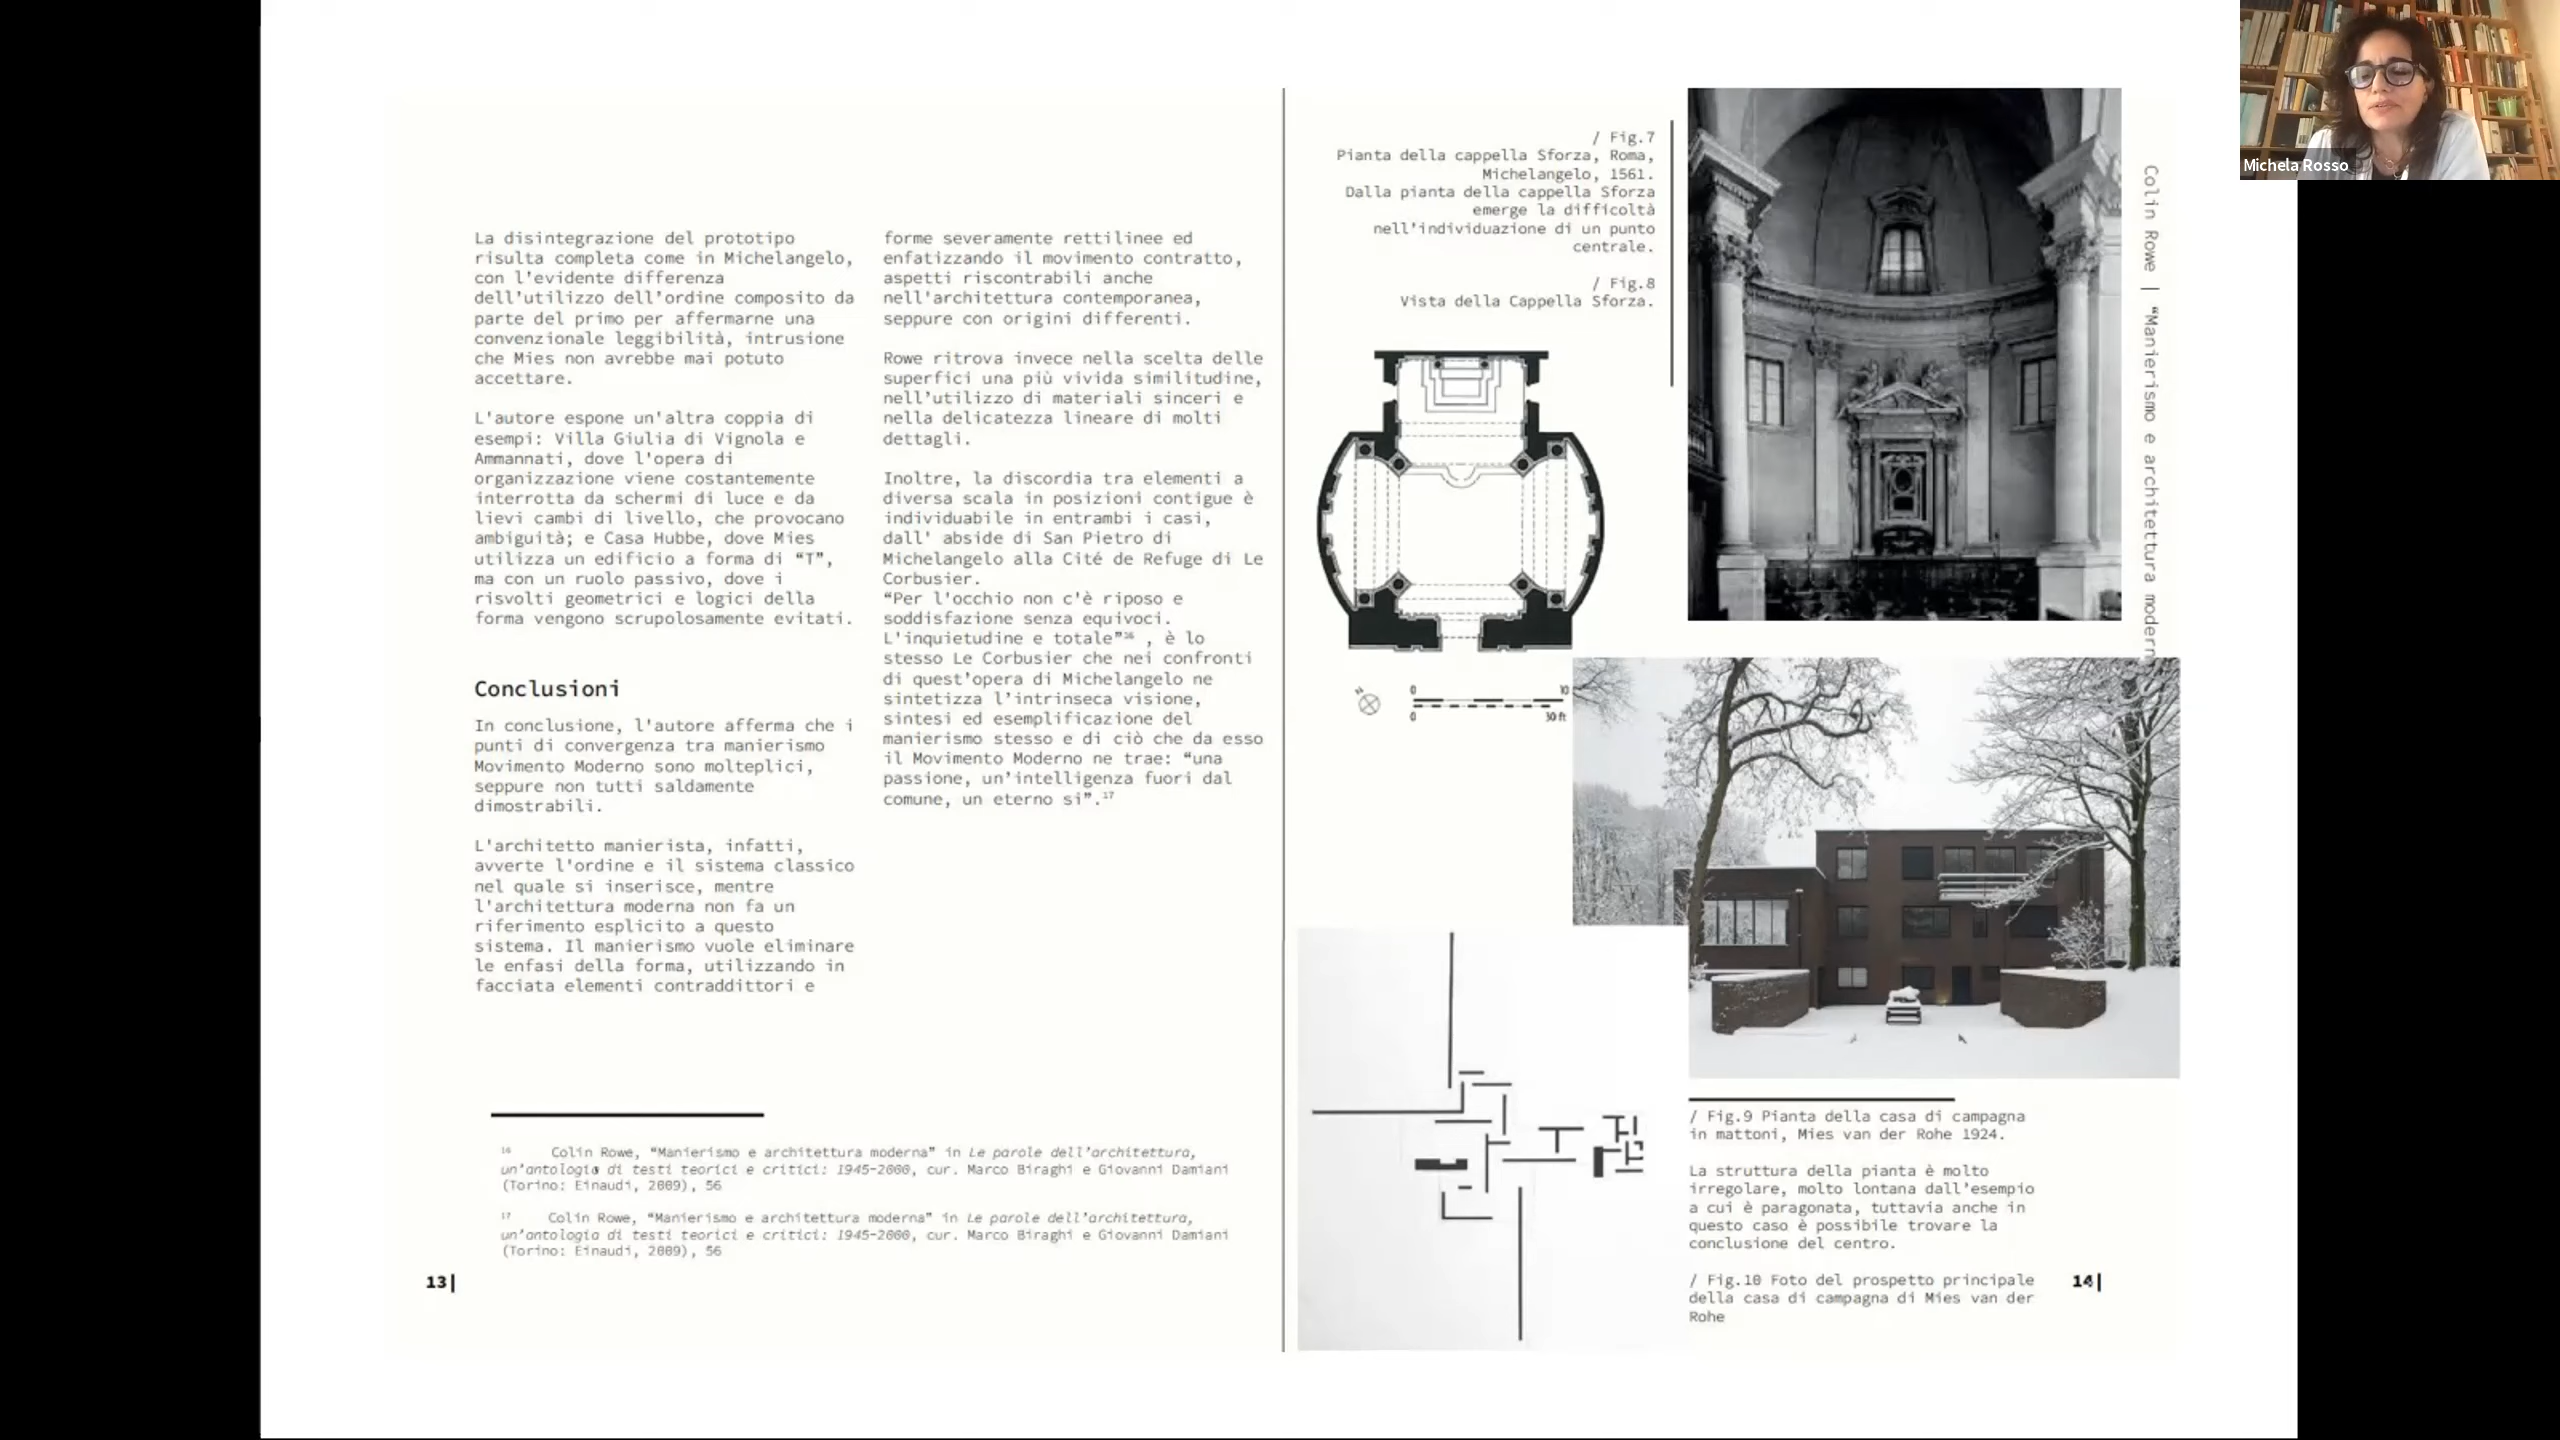 La disintegrazione del prototipo
risulta completa come in Michelangelo,
con l'evidente differenza
dell'utilizzo dell'ordine composito da
parte del primo per affermarne una
convenzionale leggibilità, intrusione
che Mies non avrebbe mai potuto
accettare.
L'autore espone un'altra coppia di
esempi: Villa Giulia di Vignola e
Ammannati, dove l'opera di
organizzazione viene costantemente
interrotta da schermi di luce e da
lievi cambi di livello, che provocano
ambiguità; e Casa Hubbe, dove Mies
utilizza un edificio a forma di “T”,
ma con un ruolo passivo, dove i
risvolti geometrici e logici della
forma vengono scrupolosamente evitati.
Conclusioni
In conclusione, l'autore afferma che i
punti di convergenza tra manierismo
Movimento Moderno sono molteplici,
seppure non tutti saldamente
dimostrabili.
L'architetto manierista, infatti,
avverte l'ordine e il sistema classico
nel quale si inserisce, mentre
l'architettura moderna non fa un
riferimento esplicito a questo
sistema. Il manierismo vuole eliminare
le enfasi della forma, utilizzando in
facciata elementi contraddittori e
forme severamente rettilinee ed
enfatizzando il movimento contratto,
aspetti riscontrabili anche
nell'architettura contemporanea,
seppure con origini differenti.
Rowe ritrova invece nella scelta delle
superfici una più vivida similitudine,
nell'utilizzo di materiali sinceri e
nella delicatezza lineare di molti
dettagli.
Inoltre, la discordia tra elementi a
diversa scala in posizioni contigue è
individuabile in entrambi i casi,
dall' abside di San Pietro di
Michelangelo alla Cité de Refuge di Le
Corbusier.
“Per l'occhio non c'è riposo e
soddisfazione senza equivoci.
L'inquietudine e totale”¹⁶ , è lo
stesso Le Corbusier che nei confronti
di quest'opera di Michelangelo ne
sintetizza l'intrinseca visione,
sintesi ed esemplificazione del
manierismo stesso e di ciò che da esso
il Movimento Moderno ne trae: “una
passione, un'intelligenza fuori dal
comune, un eterno si”.¹⁷
¹⁶ Colin Rowe, “Manierismo e architettura moderna” in Le parole dell'architettura,
un'antologia di testi teorici e critici: 1945-2000, cur. Marco Biraghi e Giovanni Damiani
(Torino: Einaudi, 2009), 56
¹⁷ Colin Rowe, “Manierismo e architettura moderna” in Le parole dell'architettura,
un'antologia di testi teorici e critici: 1945-2000, cur. Marco Biraghi e Giovanni Damiani
(Torino: Einaudi, 2009), 56
13|
/ Fig.7
Pianta della cappella Sforza, Roma,
Michelangelo, 1561.
Dalla pianta della cappella Sforza
emerge la difficoltà
nell'individuazione di un punto
centrale.
/ Fig.8
Vista della Cappella Sforza.
N
0 10
0 30 ft
Colin Rowe | “Manierismo e architettura modern
/ Fig.9 Pianta della casa di campagna
in mattoni, Mies van der Rohe 1924.
La struttura della pianta è molto
irregolare, molto lontana dall'esempio
a cui è paragonata, tuttavia anche in
questo caso è possibile trovare la
conclusione del centro.
/ Fig.10 Foto del prospetto principale
della casa di campagna di Mies van der
Rohe
14|
Michela Rosso